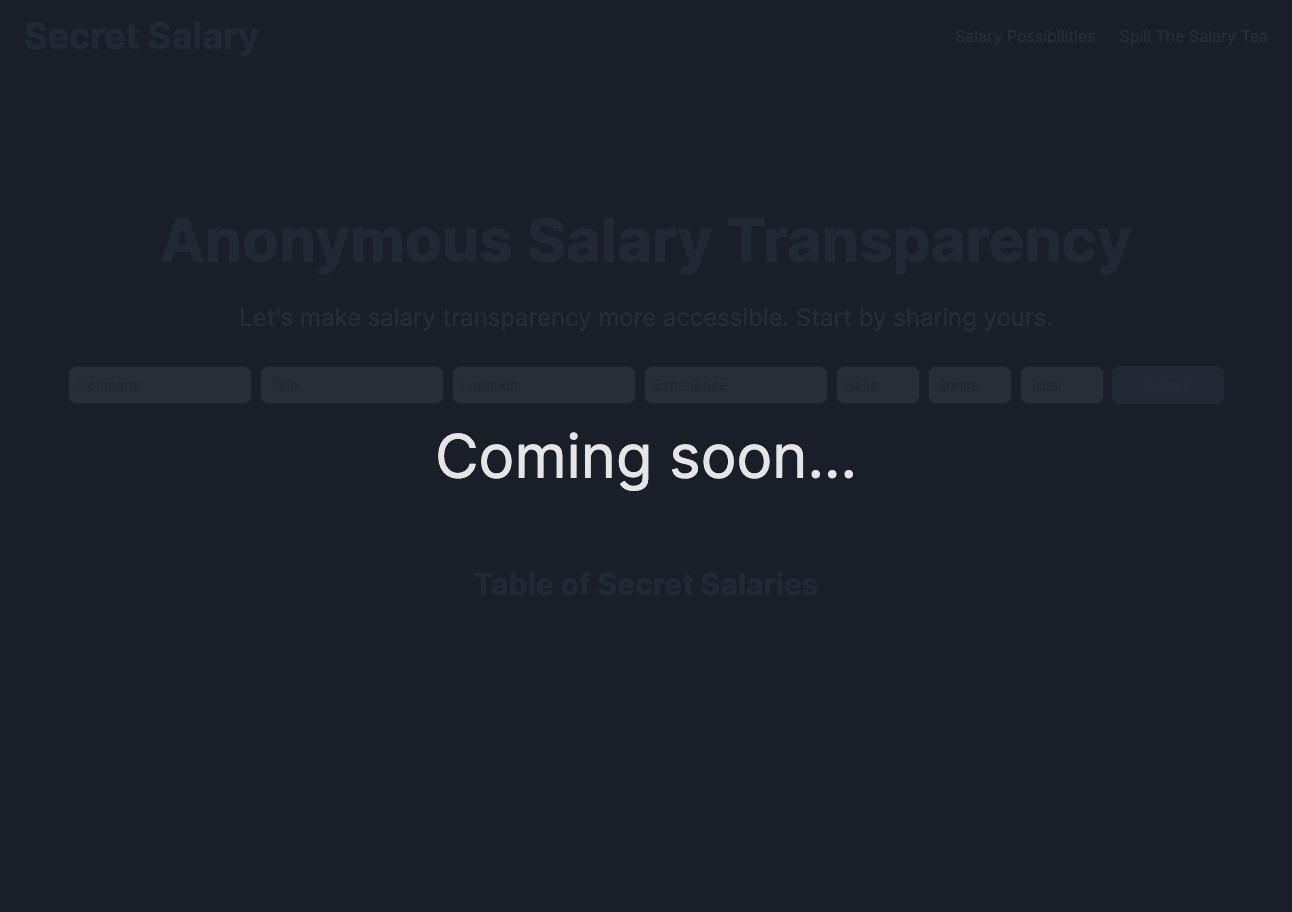 Secret Salary
Salary Possibilities
Spill The Salary Tea
Anonymous Salary Transparency
Let's make salary transparency more accessible. Start by sharing yours.
Company
Title
Location
Experience
Base
Bonus
Total
Submit
Coming soon...
Table of Secret Salaries